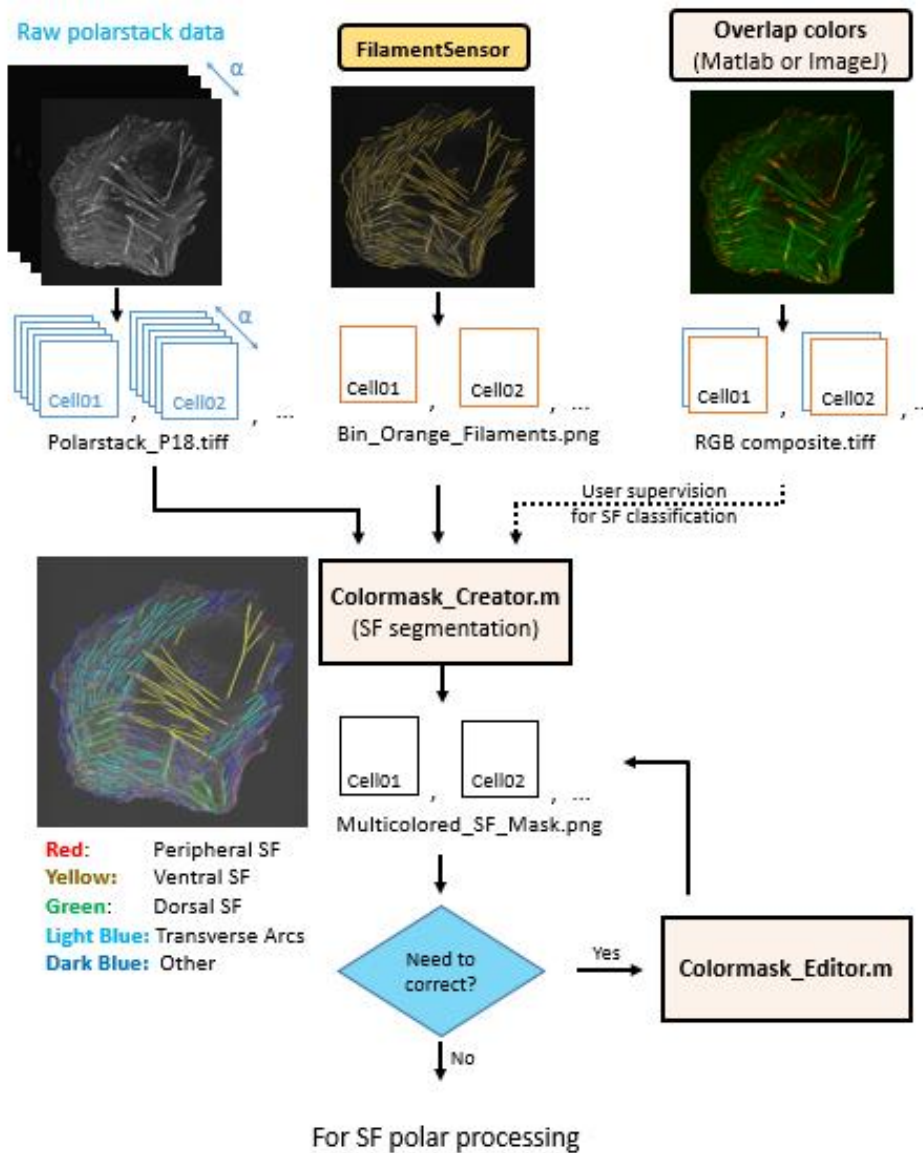 Raw polarstack data
α
FilamentSensor
Overlap colors
(Matlab or ImageJ)
α
Cell01 , Cell02 , ...
Polarstack_P18.tiff
Cell01 , Cell02 , ...
Bin_Orange_Filaments.png
Cell01 , Cell02 , ...
RGB composite.tiff
User supervision
for SF classification
Colormask_Creator.m
(SF segmentation)
Cell01 , Cell02 , ...
Multicolored_SF_Mask.png
Red: Peripheral SF
Yellow: Ventral SF
Green: Dorsal SF
Light Blue: Transverse Arcs
Dark Blue: Other
Need to
correct?
Yes
Colormask_Editor.m
No
For SF polar processing